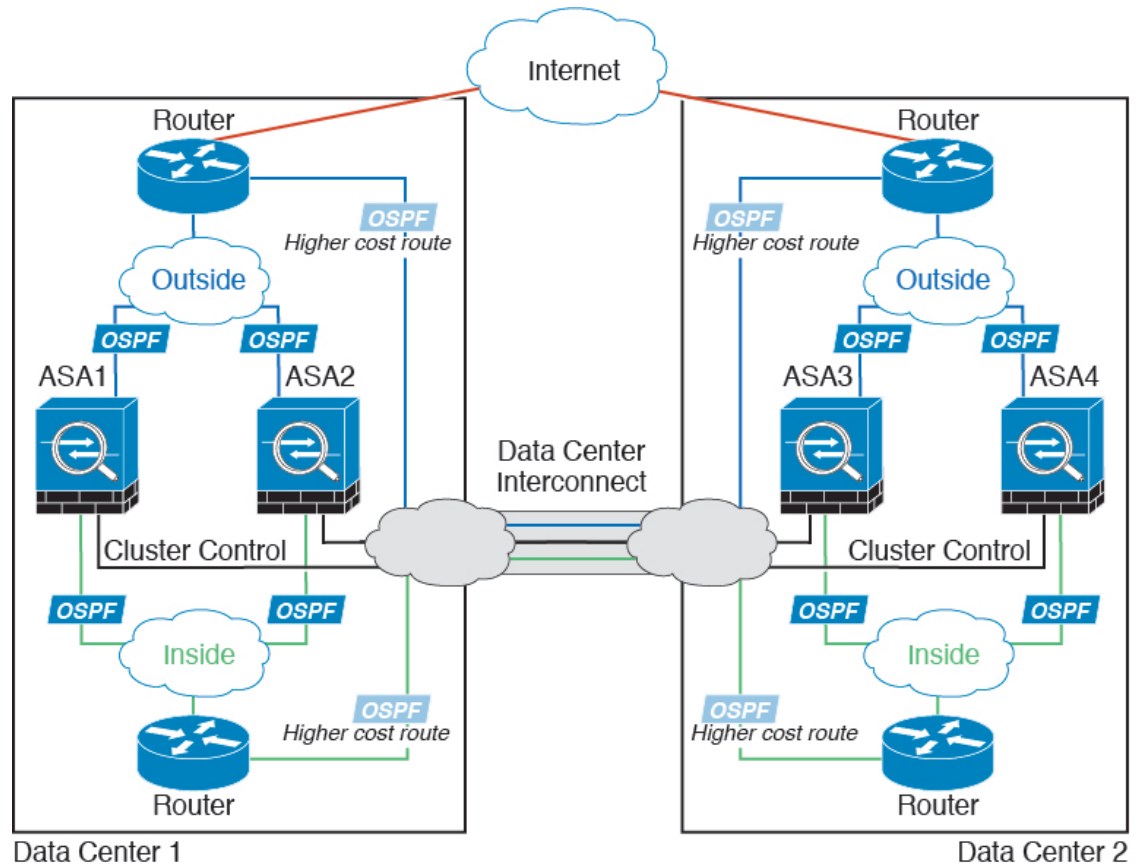 Internet
Router
Router
OSPF
Higher cost route
OSPF
Higher cost route
Outside
Outside
OSPF
OSPF
OSPF
OSPF
ASA1
ASA2
ASA3
ASA4
Data Center
Interconnect
Cluster Control
Cluster Control
OSPF
OSPF
OSPF
OSPF
Inside
Inside
OSPF
Higher cost route
OSPF
Higher cost route
Router
Router
Data Center 1
Data Center 2